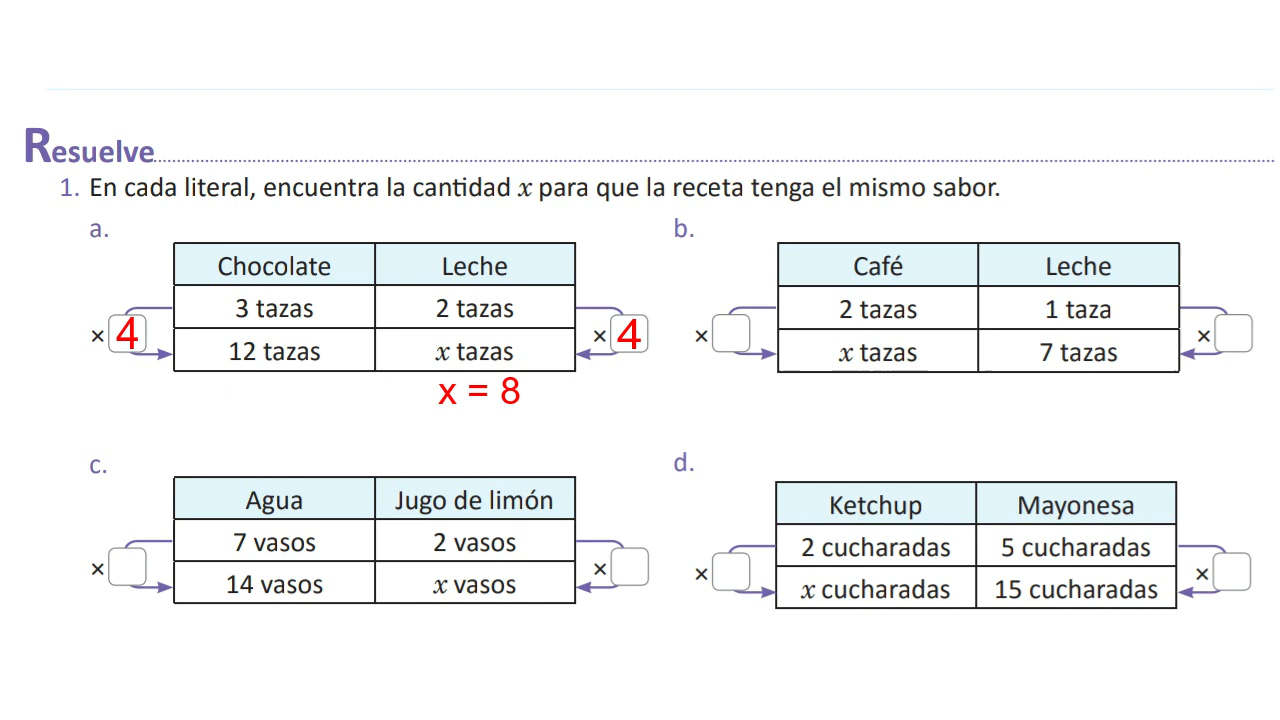 Resuelve
1. En cada literal, encuentra la cantidad x para que la receta tenga el mismo sabor.
a.
Chocolate Leche
3 tazas 2 tazas
× 4 × 4
12 tazas x tazas
x = 8
b.
Café Leche
2 tazas 1 taza
× ×
x tazas 7 tazas
c.
Agua Jugo de limón
7 vasos 2 vasos
× ×
14 vasos x vasos
d.
Ketchup Mayonesa
2 cucharadas 5 cucharadas
× ×
x cucharadas 15 cucharadas